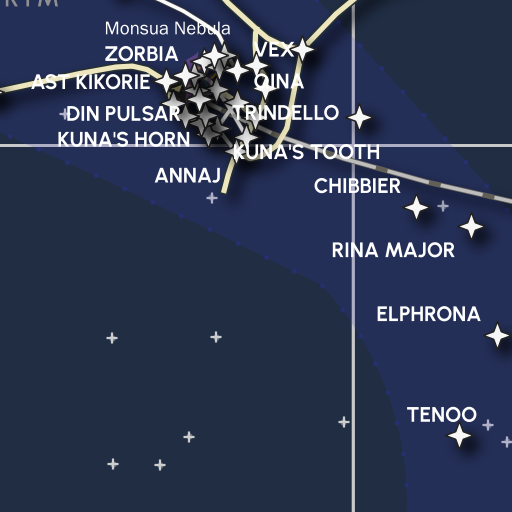 Monsua Nebula
ZORBIA
VEX
AST KIKORIE
QINA
DIN PULSAR
TRINDELLO
KUNA'S HORN
KUNA'S TOOTH
ANNAJ
CHIBBIER
RINA MAJOR
ELPHRONA
TENOO